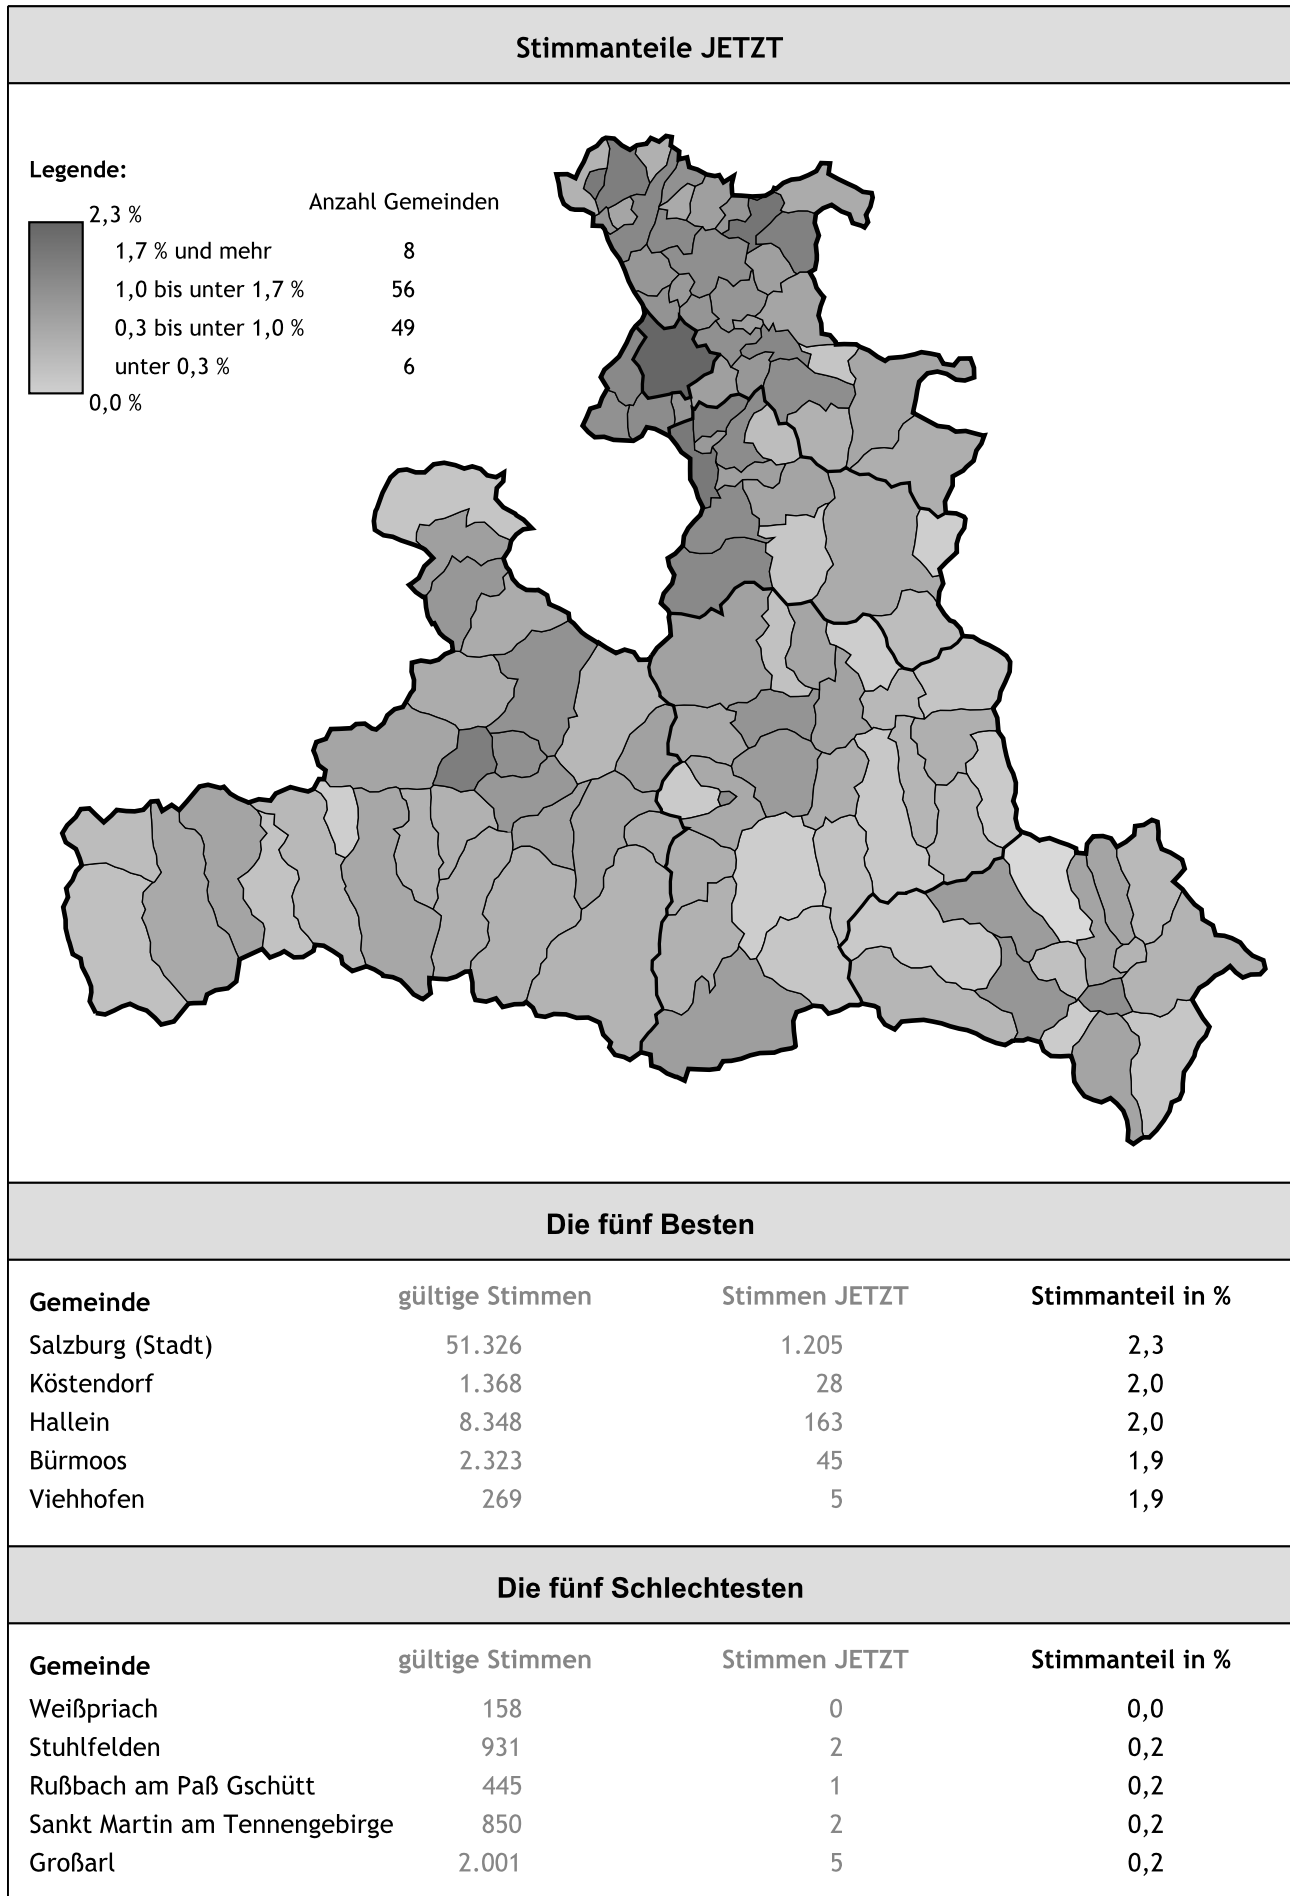 Stimmanteile JETZT
Legende:
Anzahl Gemeinden
2,3 %
1,7 % und mehr 8
1,0 bis unter 1,7 % 56
0,3 bis unter 1,0 % 49
unter 0,3 % 6
0,0 %
Die fünf Besten
Gemeinde gültige Stimmen Stimmen JETZT Stimmanteil in %
Salzburg (Stadt) 51.326 1.205 2,3
Köstendorf 1.368 28 2,0
Hallein 8.348 163 2,0
Bürmoos 2.323 45 1,9
Viehhofen 269 5 1,9
Die fünf Schlechtesten
Gemeinde gültige Stimmen Stimmen JETZT Stimmanteil in %
Weißpriach 158 0 0,0
Stuhlfelden 931 2 0,2
Rußbach am Paß Gschütt 445 1 0,2
Sankt Martin am Tennengebirge 850 2 0,2
Großarl 2.001 5 0,2